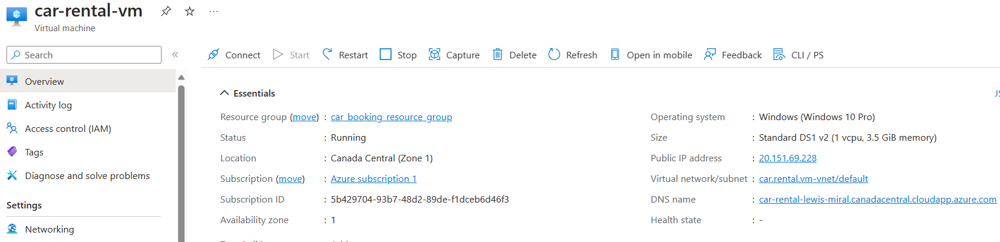 car-rental-vm
Virtual machine
Search
Overview
Activity log
Access control (IAM)
Tags
Diagnose and solve problems
Settings
Networking
Connect Start Restart Stop Capture Delete Refresh Open in mobile Feedback CLI / PS
Essentials
Resource group (move) : car_booking_resource_group
Status : Running
Location : Canada Central (Zone 1)
Subscription (move) : Azure subscription 1
Subscription ID : 5b429704-93b7-48d2-89de-f1dceb6d46f3
Availability zone : 1
Operating system : Windows (Windows 10 Pro)
Size : Standard DS1 v2 (1 vcpu, 3.5 GiB memory)
Public IP address : 20.151.69.228
Virtual network/subnet : car.rental.vm-vnet/default
DNS name : car-rental-lewis-miral.canadacentral.cloudapp.azure.com
Health state : -